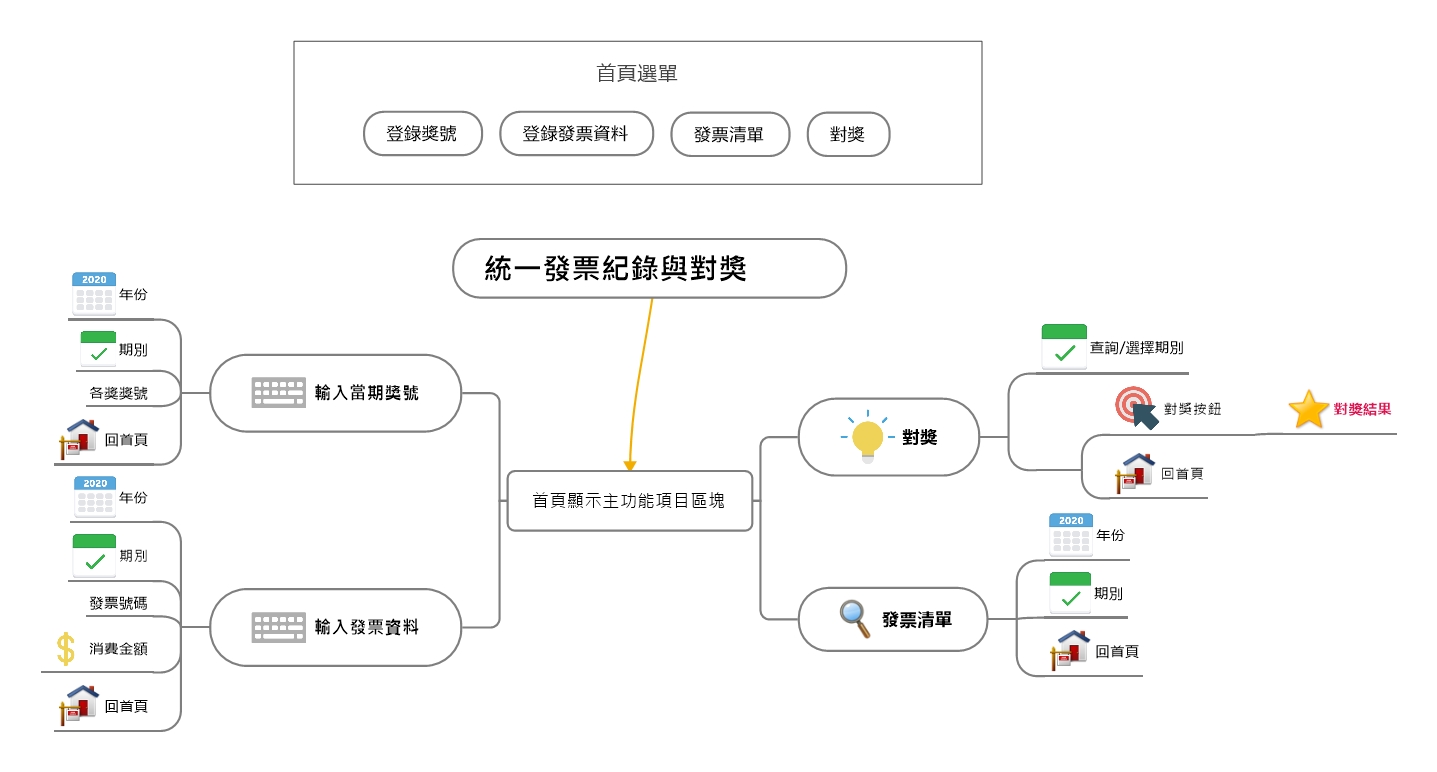 首頁選單
登錄獎號
登錄發票資料
發票清單
對獎
統一發票紀錄與對獎
首頁顯示主功能項目區塊
輸入當期獎號
2020
年份
期別
各獎獎號
回首頁
輸入發票資料
2020
年份
期別
發票號碼
$
消費金額
回首頁
對獎
查詢/選擇期別
對獎按鈕
對獎結果
回首頁
發票清單
2020
年份
期別
回首頁